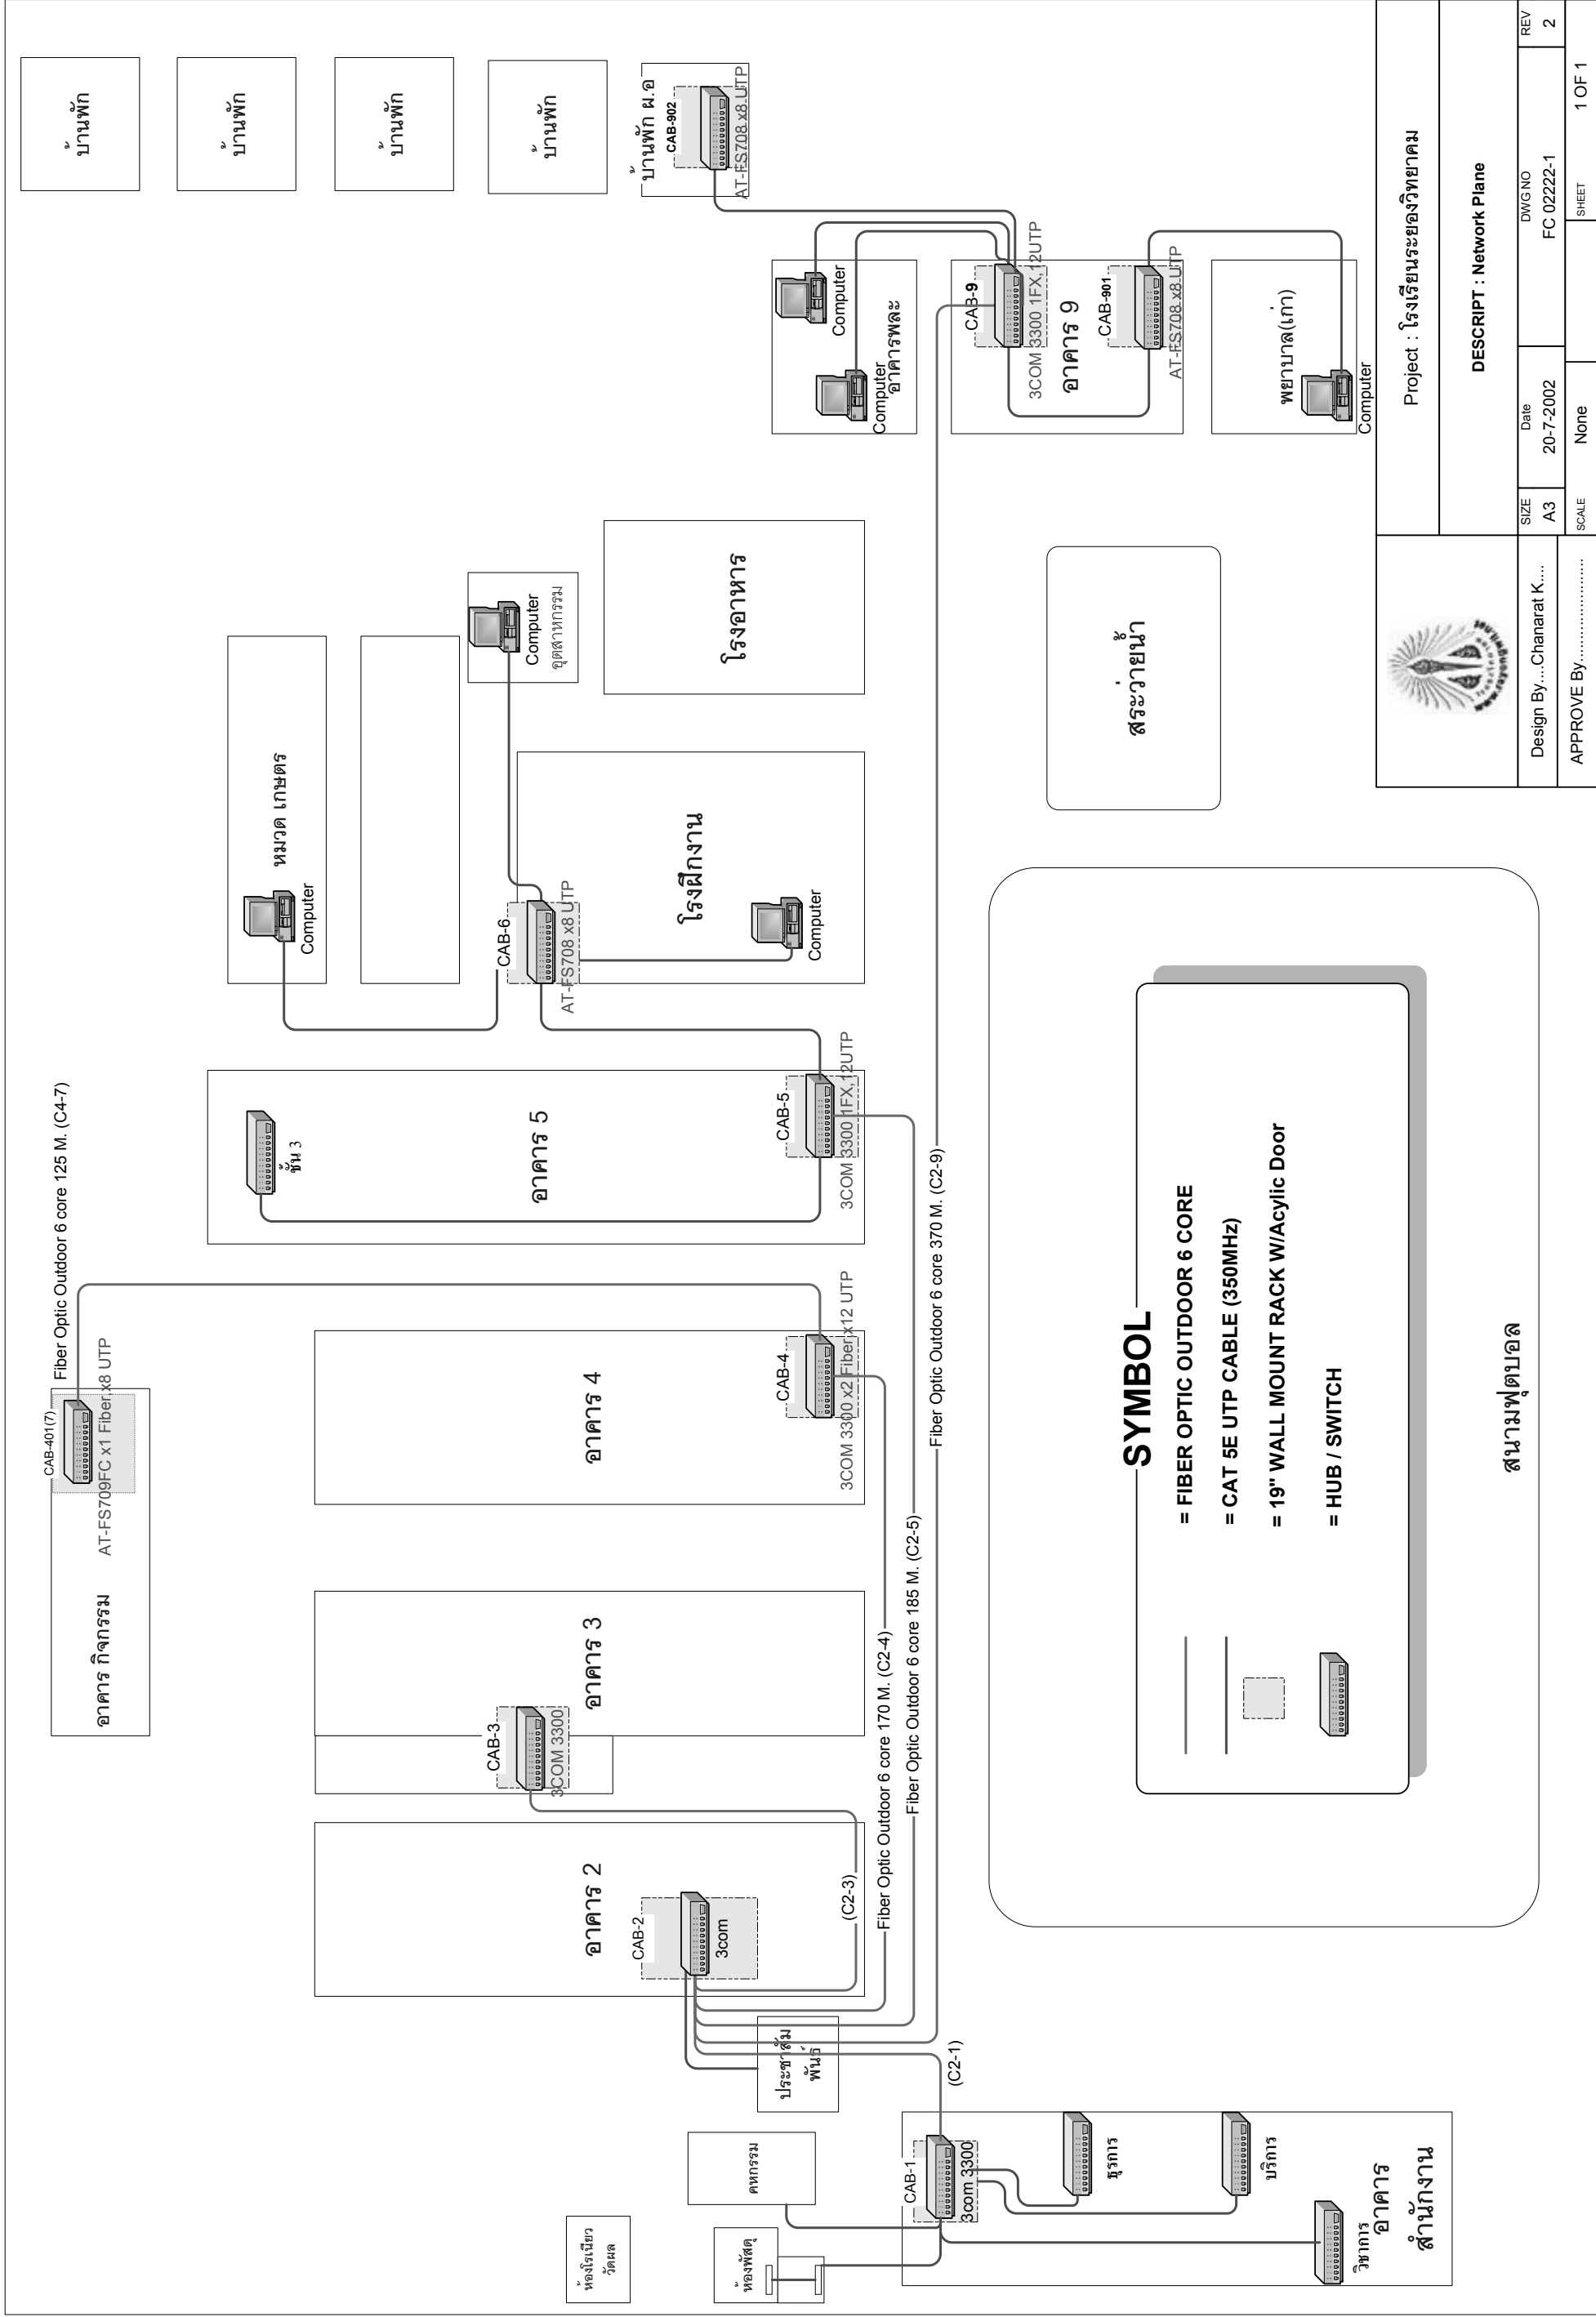 บ้านพัก
บ้านพัก
บ้านพัก
บ้านพัก
บ้านพัก ผ.อ
CAB-902
AT-FS708 x8 UTP
Computer
Computer
อาคารพละ
CAB-9
3COM 3300 1FX,12UTP
อาคาร 9
CAB-901
AT-FS708 x8 UTP
พยาบาล(เก่า)
Computer
หมวด เกษตร
Computer
Computer
อุตสาหกรรม
โรงอาหาร
CAB-6
AT-FS708 x8 UTP
โรงฝึกงาน
Computer
สระว่ายน้ำ
Fiber Optic Outdoor 6 core 125 M. (C4-7)
ชั้น 3
อาคาร 5
CAB-5
3COM 3300 1FX,12UTP
CAB-401(7)
AT-FS709FC x1 Fiber,x8 UTP
อาคาร กิจกรรม
อาคาร 4
CAB-4
3COM 3300 x2 Fiber x12 UTP
อาคาร 3
CAB-3
3COM 3300
อาคาร 2
CAB-2
3com
(C2-3)
Fiber Optic Outdoor 6 core 170 M. (C2-4)
Fiber Optic Outdoor 6 core 185 M. (C2-5)
Fiber Optic Outdoor 6 core 370 M. (C2-9)
(C2-1)
ประชาสัม
พันธ์
คหกรรม
ห้องโรเนียว
วัดผล
ห้องพัสดุ
CAB-1
3com 3300
ธุรการ
บริการ
วิชาการ
อาคาร
สำนักงาน
SYMBOL
= FIBER OPTIC OUTDOOR 6 CORE
= CAT 5E UTP CABLE (350MHz)
= 19" WALL MOUNT RACK W/Acylic Door
= HUB / SWITCH
สนามฟุตบอล
Project : โรงเรียนระยองวิทยาคม
DESCRIPT : Network Plane
SIZE
A3
Date
20-7-2002
DWG NO
FC 02222-1
REV
2
SCALE
None
SHEET
1 OF 1
Design By....Chanarat K....
APPROVE By.........................